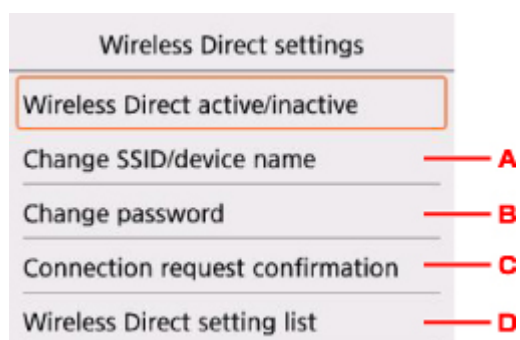 Wireless Direct settings
Wireless Direct active/inactive
Change SSID/device name A
Change password B
Connection request confirmation C
Wireless Direct setting list D